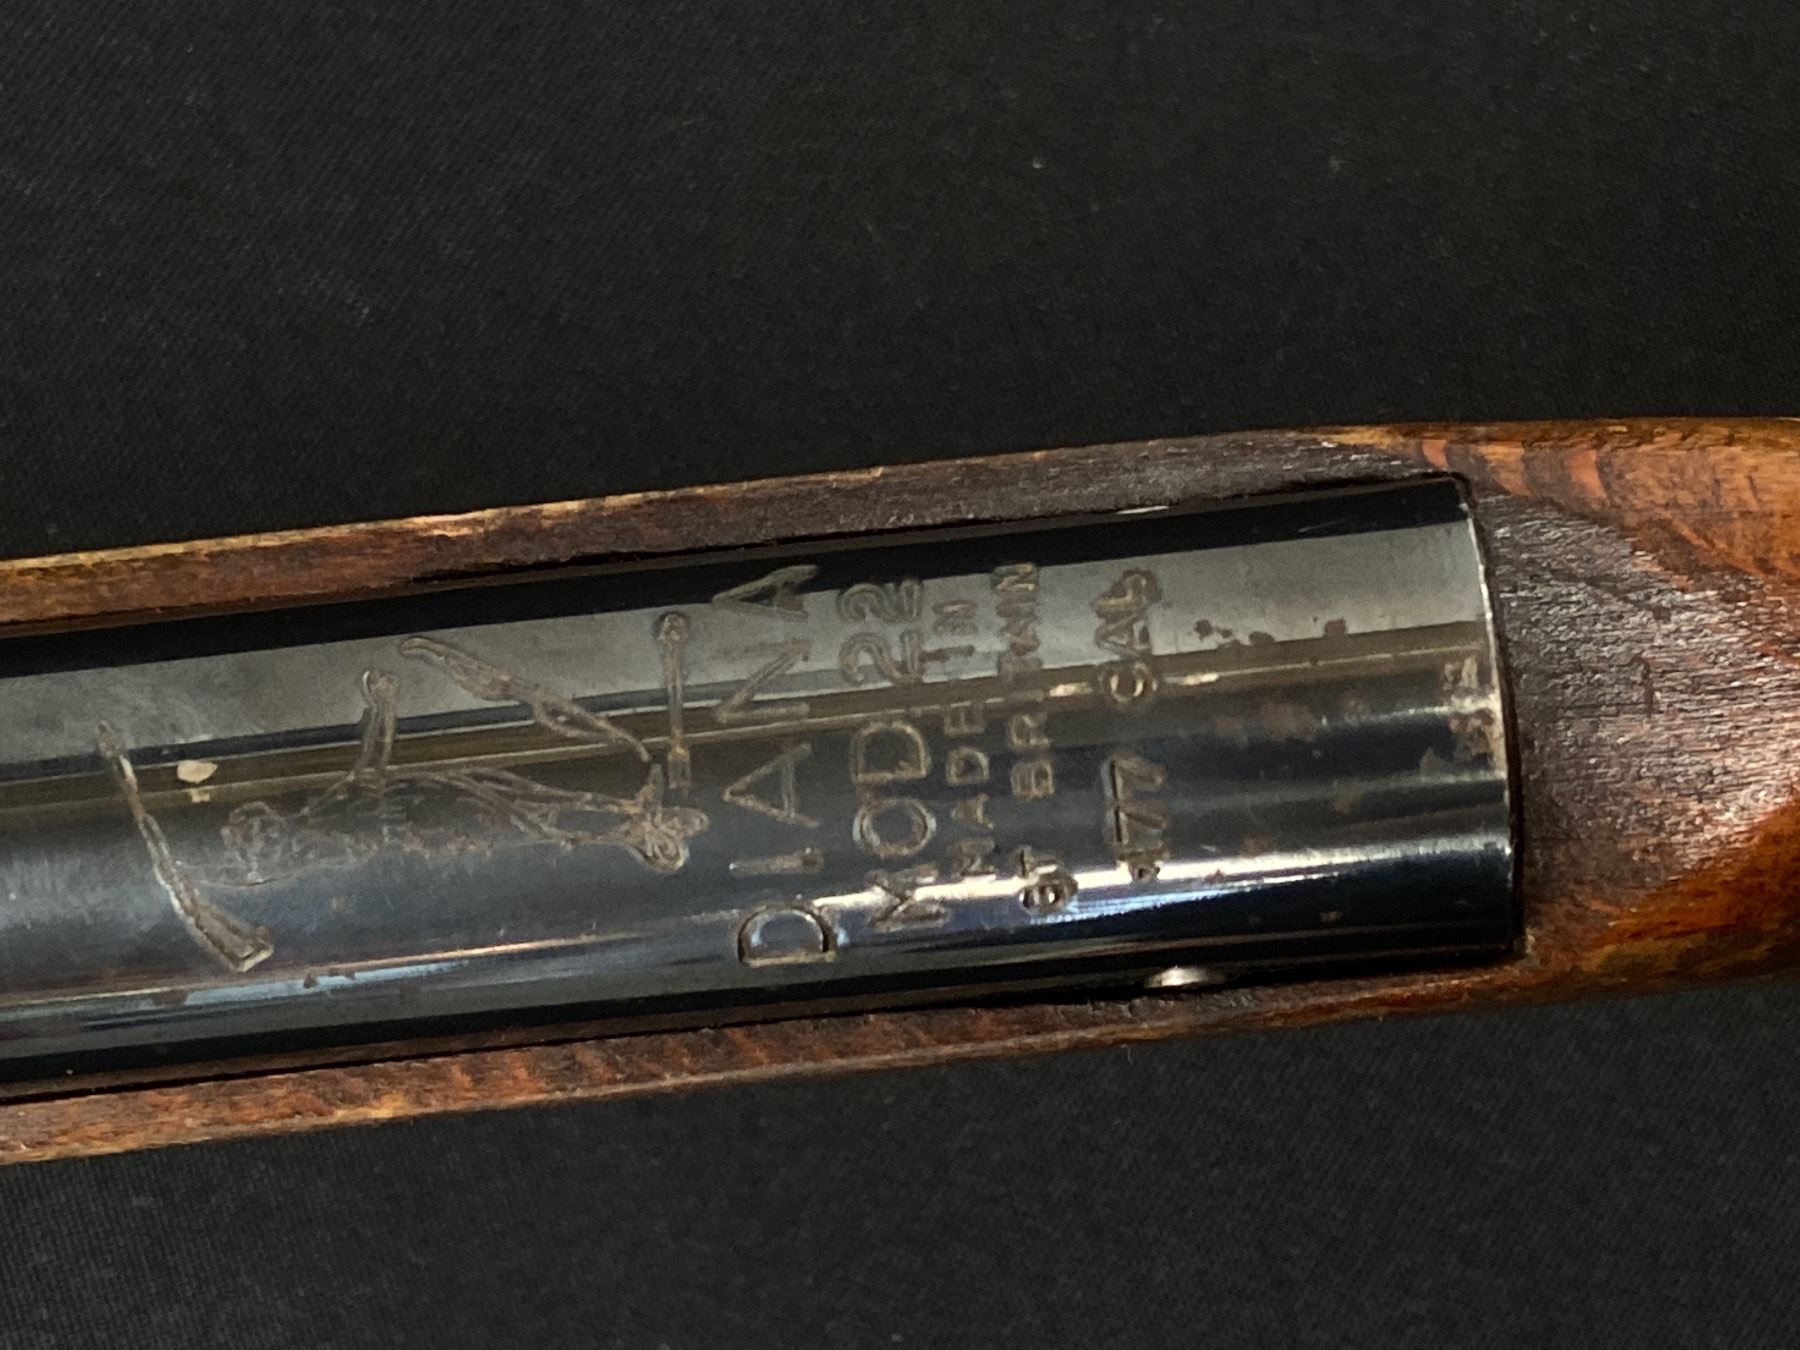 DIANA
MOD 22
MADE IN
GT BRITAIN
.177 CAL